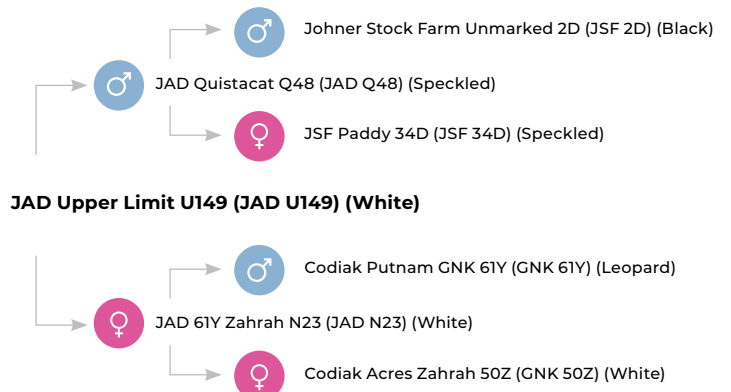 Johner Stock Farm Unmarked 2D (JSF 2D) (Black)
JAD Quistacat Q48 (JAD Q48) (Speckled)
JSF Paddy 34D (JSF 34D) (Speckled)
JAD Upper Limit U149 (JAD U149) (White)
Codiak Putnam GNK 61Y (GNK 61Y) (Leopard)
JAD 61Y Zahrah N23 (JAD N23) (White)
Codiak Acres Zahrah 50Z (GNK 50Z) (White)